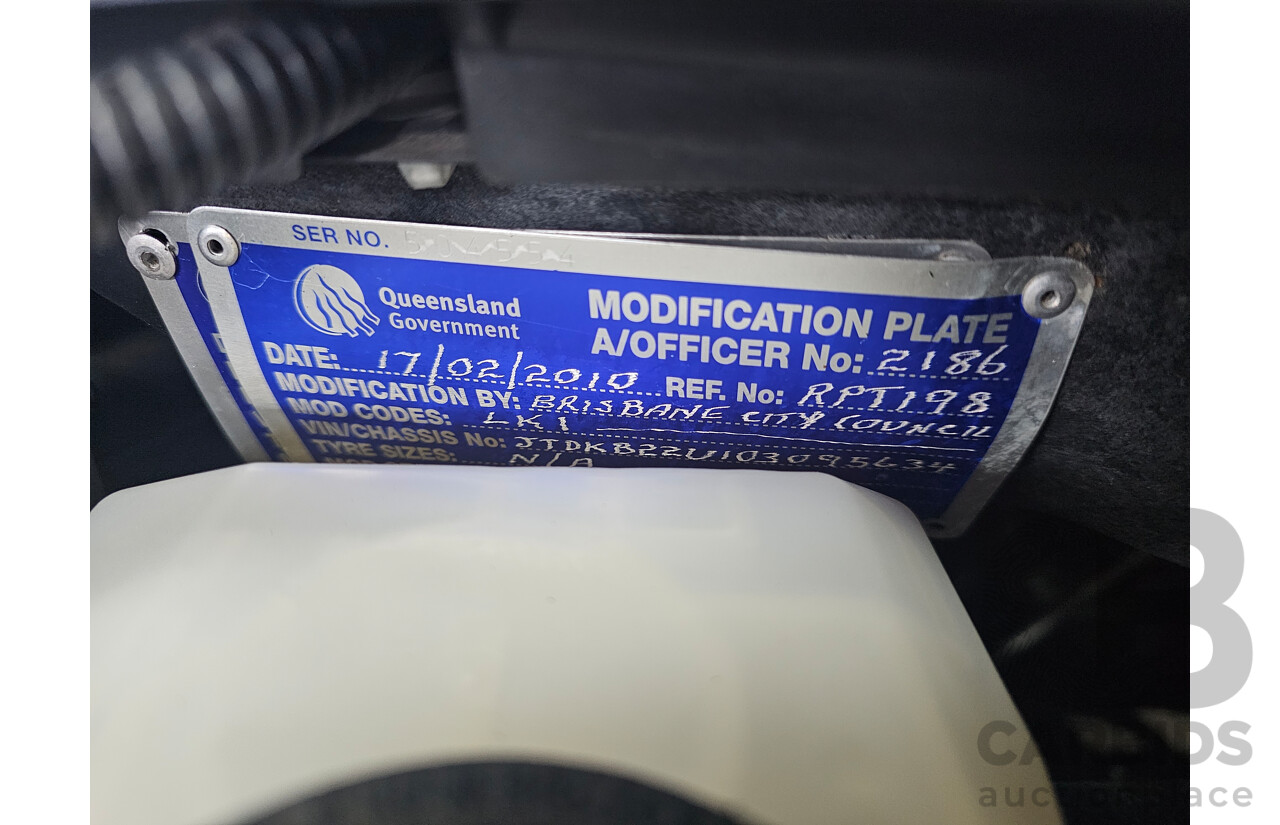 SER NO. 504554
Queensland
Government
MODIFICATION PLATE
A/OFFICER No: 2186
DATE: 17/02/2010 REF. No: RPT198
MODIFICATION BY: BRISBANE CITY COUNCIL
MOD CODES: LK1
VIN/CHASSIS No: JTDKB22U103095634
TYRE SIZES: N/A